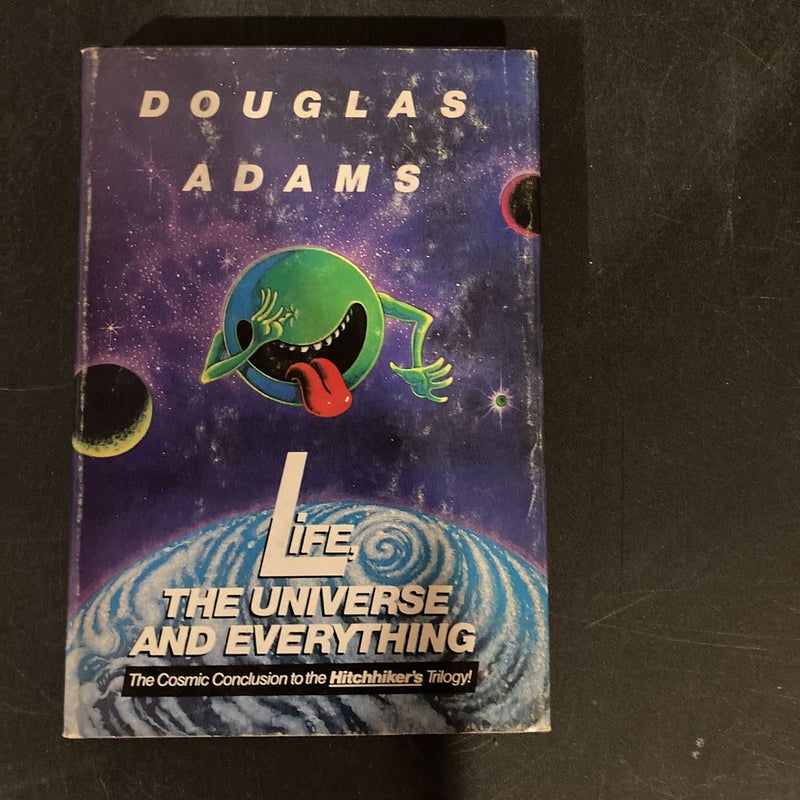 DOUGLAS
ADAMS
LiFE,
THE UNIVERSE
AND EVERYTHING
The Cosmic Conclusion to the Hitchhiker's Trilogy!